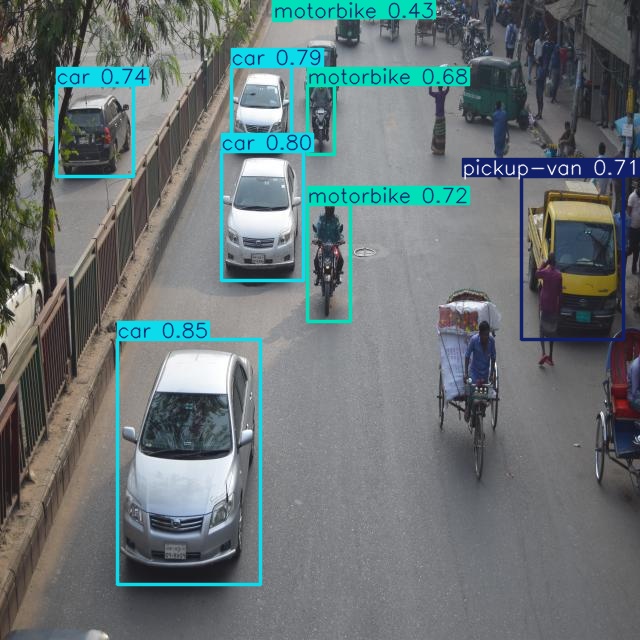 motorbike 0.43
car 0.79
car 0.74
motorbike 0.68
car 0.80
pickup-van 0.71
motorbike 0.72
car 0.85